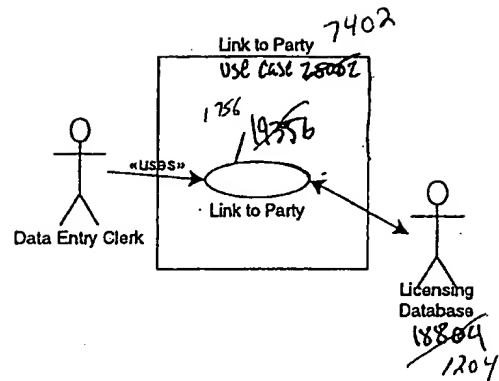 7402
Link to Party
use case 28002
1756
19356
«uses»
Link to Party
Data Entry Clerk
Licensing
Database
18804
1204